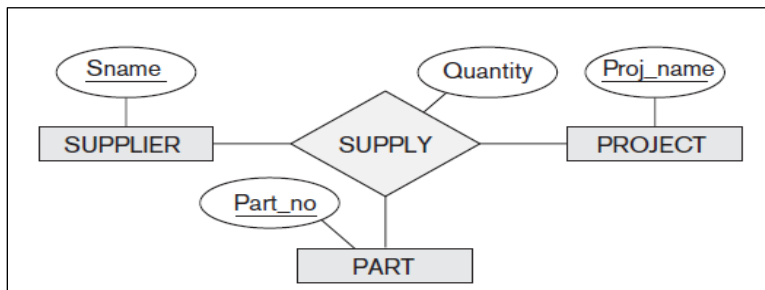 Sname
Quantity
Proj_name
SUPPLIER
SUPPLY
PROJECT
Part_no
PART